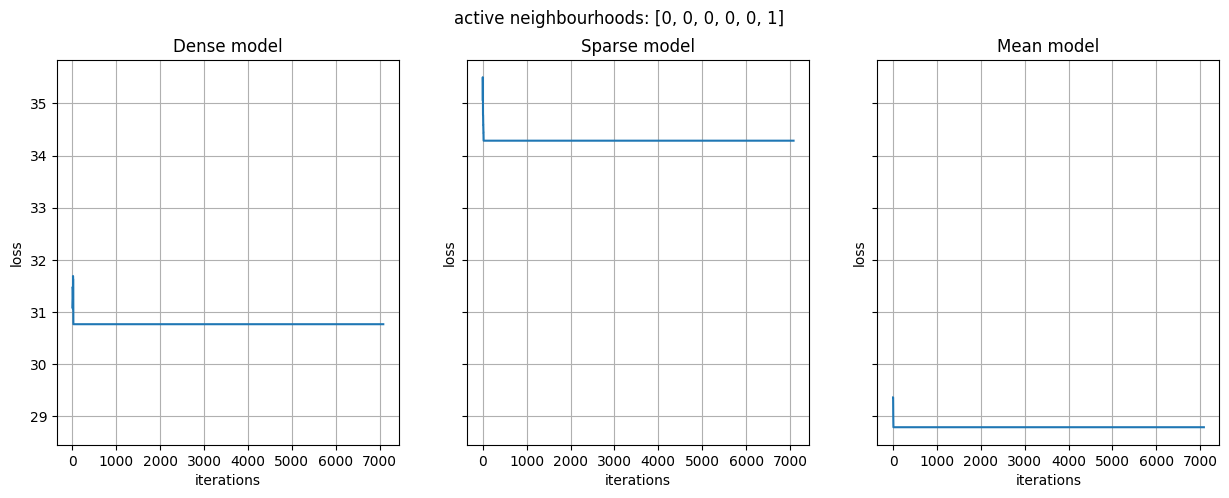 active neighbourhoods: [0, 0, 0, 0, 0, 1]
Dense model
Sparse model
Mean model
35
34
33
32
31
30
29
loss
loss
loss
0 1000 2000 3000 4000 5000 6000 7000
0 1000 2000 3000 4000 5000 6000 7000
0 1000 2000 3000 4000 5000 6000 7000
iterations
iterations
iterations